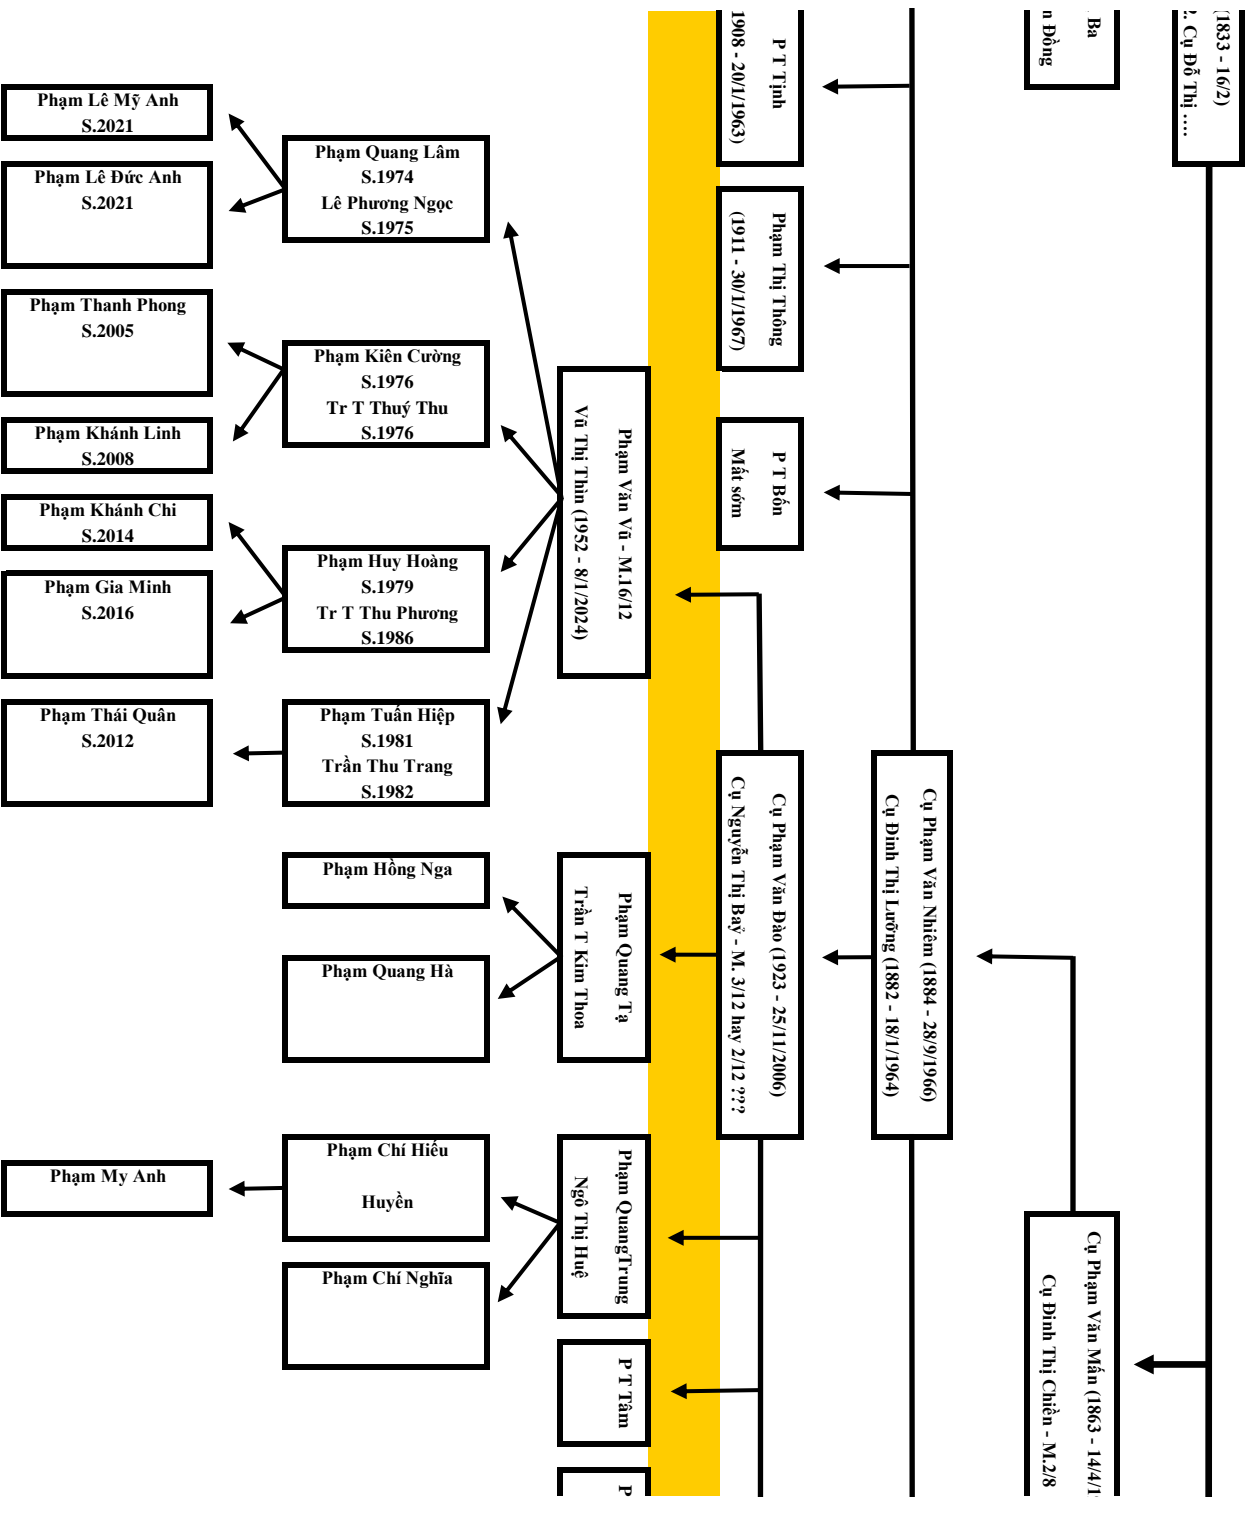 Phạm Lê Mỹ Anh
S.2021
Phạm Lê Đức Anh
S.2021
Phạm Thanh Phong
S.2005
Phạm Khánh Linh
S.2008
Phạm Khánh Chi
S.2014
Phạm Gia Minh
S.2016
Phạm Thái Quân
S.2012
Phạm My Anh
Phạm Quang Lâm
S.1974
Lê Phương Ngọc
S.1975
Phạm Kiên Cường
S.1976
Tr T Thuý Thu
S.1976
Phạm Huy Hoàng
S.1979
Tr T Thu Phương
S.1986
Phạm Tuấn Hiệp
S.1981
Trần Thu Trang
S.1982
Phạm Hồng Nga
Phạm Quang Hà
Phạm Chí Hiếu
Huyền
Phạm Chí Nghĩa
Phạm Văn Vũ - M.16/12
Vũ Thị Thìn (1952 - 8/1/2024)
Phạm Quang Tạ
Trần T Kim Thoa
Phạm QuangTrung
Ngô Thị Huệ
P T Tâm
P
P T Tịnh
1908 - 20/1/1963)
Phạm Thị Thông
(1911 - 30/1/1967)
P T Bốn
Mất sớm
Cụ Phạm Văn Đào (1923 - 25/11/2006)
Cụ Nguyễn Thị Baỷ - M. 3/12 hay 2/12 ???
Cụ Phạm Văn Nhiêm (1884 - 28/9/1966)
Cụ Đinh Thị Lưỡng (1882 - 18/1/1964)
Ba
n Đồng
Cụ Phạm Văn Mấn (1863 - 14/4/1
Cụ Đinh Thị Chiền - M.2/8
(1833 - 16/2)
2. Cụ Đỗ Thị .....